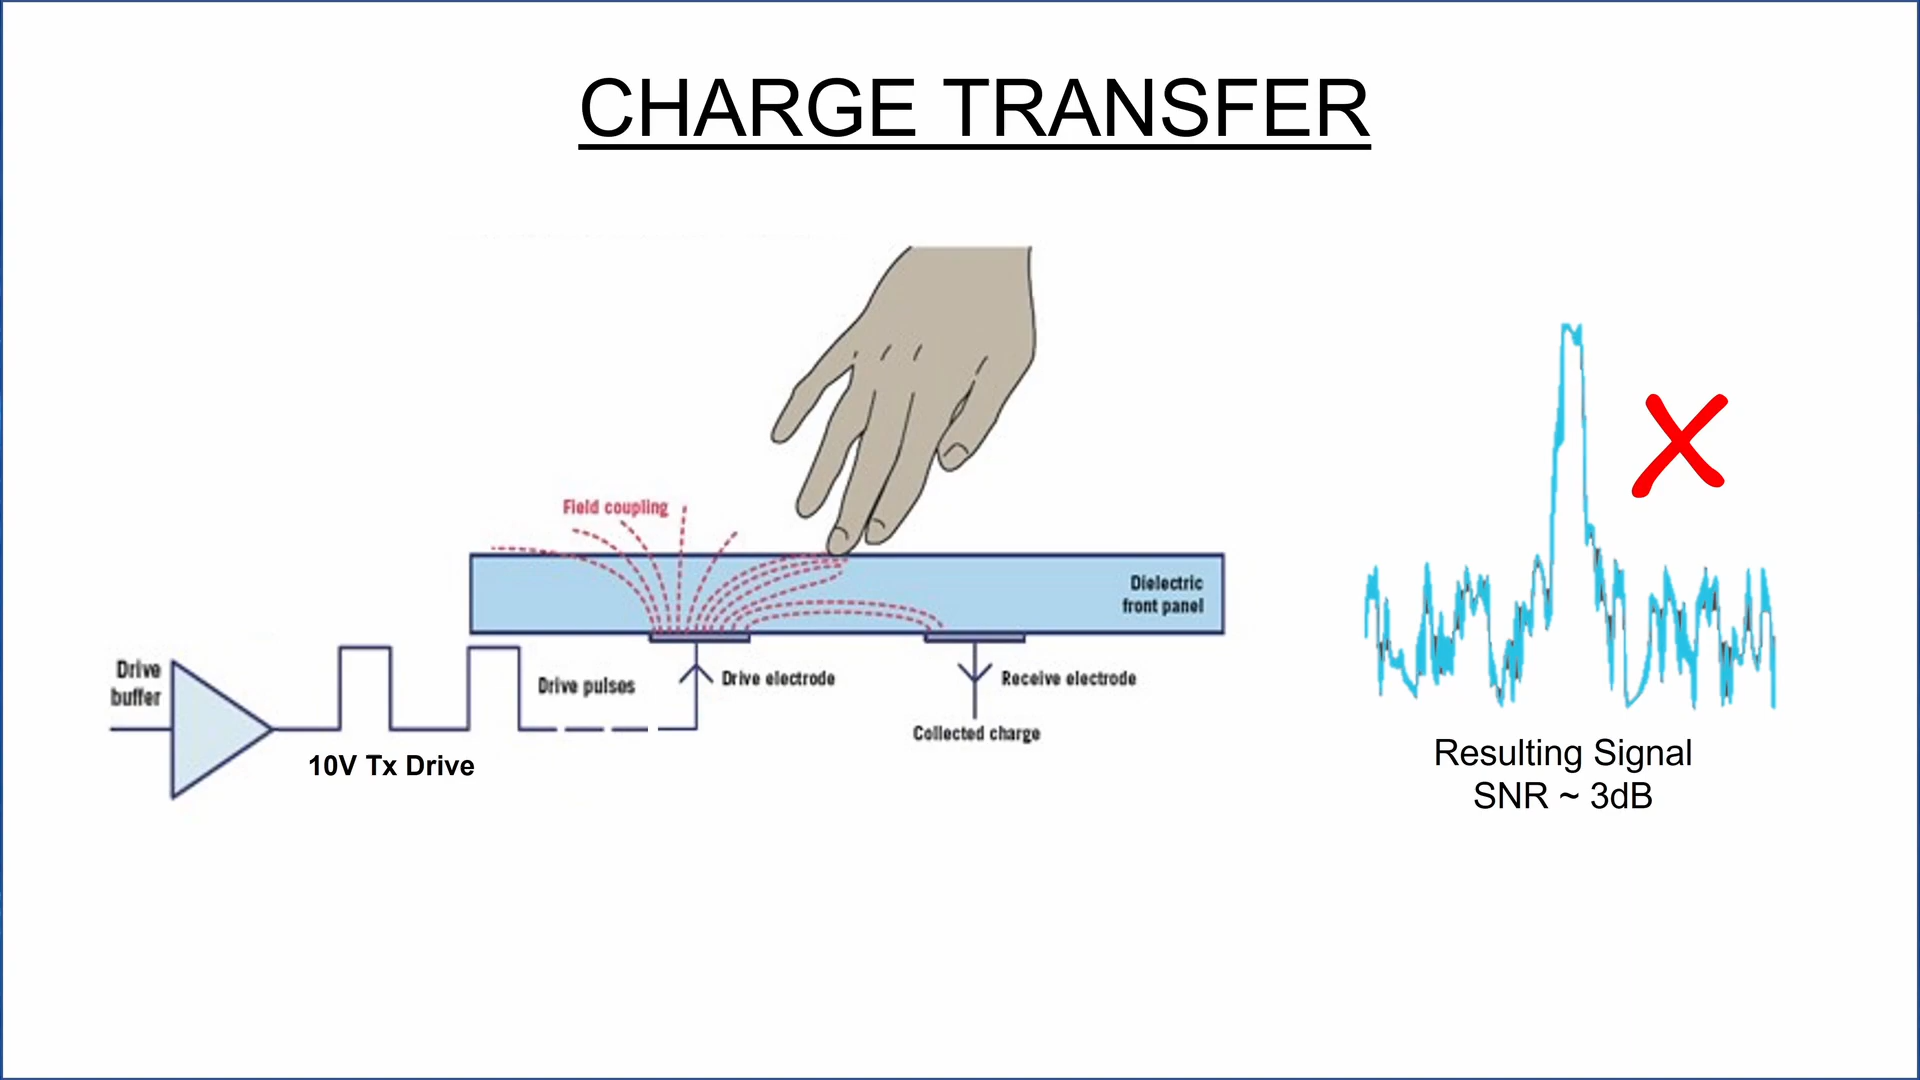 CHARGE TRANSFER
Field coupling
Dielectric
front panel
Drive
buffer
Drive pulses
Drive electrode
Receive electrode
Collected charge
10V Tx Drive
Resulting Signal
SNR ~ 3dB